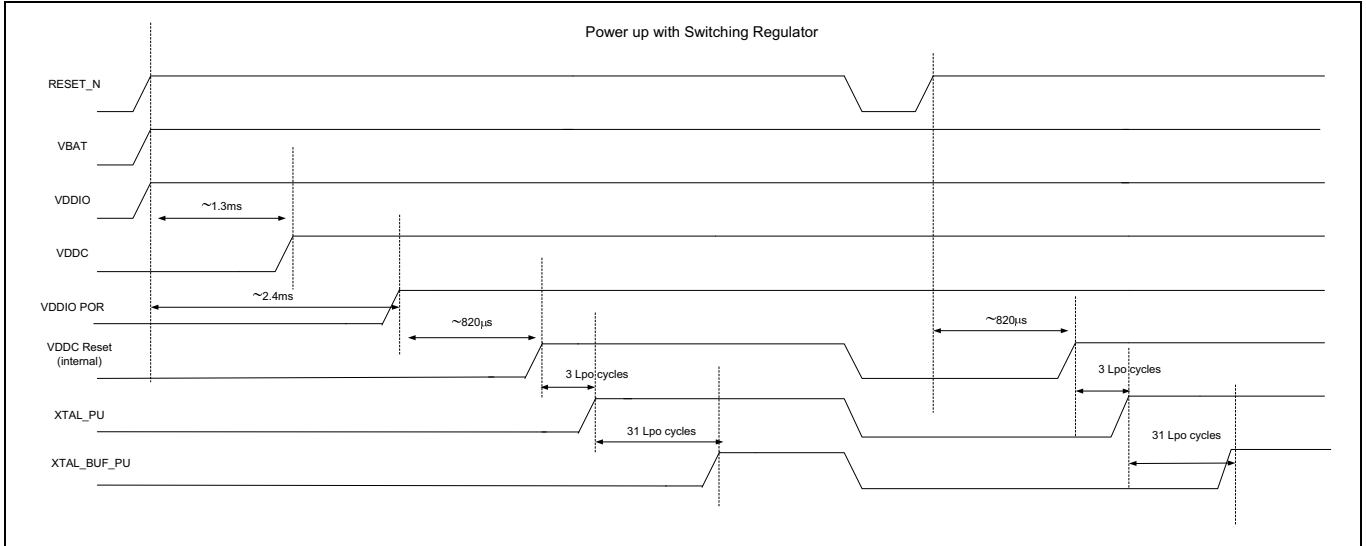 Power up with Switching Regulator
RESET_N
VBAT
VDDIO
~1.3ms
VDDC
~2.4ms
VDDIO POR
~820µs
~820µs
VDDC Reset
(internal)
3 Lpo cycles
3 Lpo cycles
XTAL_PU
31 Lpo cycles
31 Lpo cycles
XTAL_BUF_PU